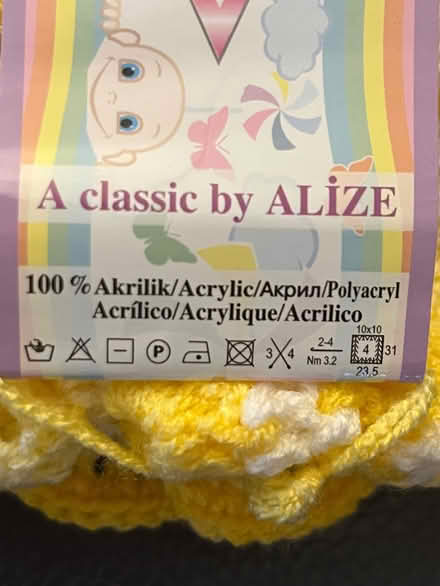 A classic by ALİZE
100 % Akrilik/Acrylic/Акрил/Polyacryl
Acrílico/Acrylique/Acrilico
P
3 4
2-4
Nm 3.2
10x10
4 31
23,5